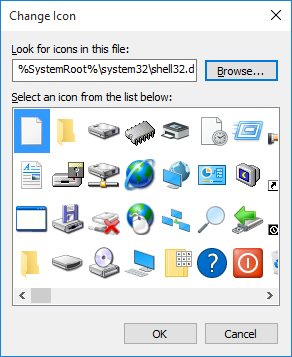 Change Icon
Look for icons in this file:
%SystemRoot%\system32\shell32.d
Browse...
Select an icon from the list below:
OK
Cancel